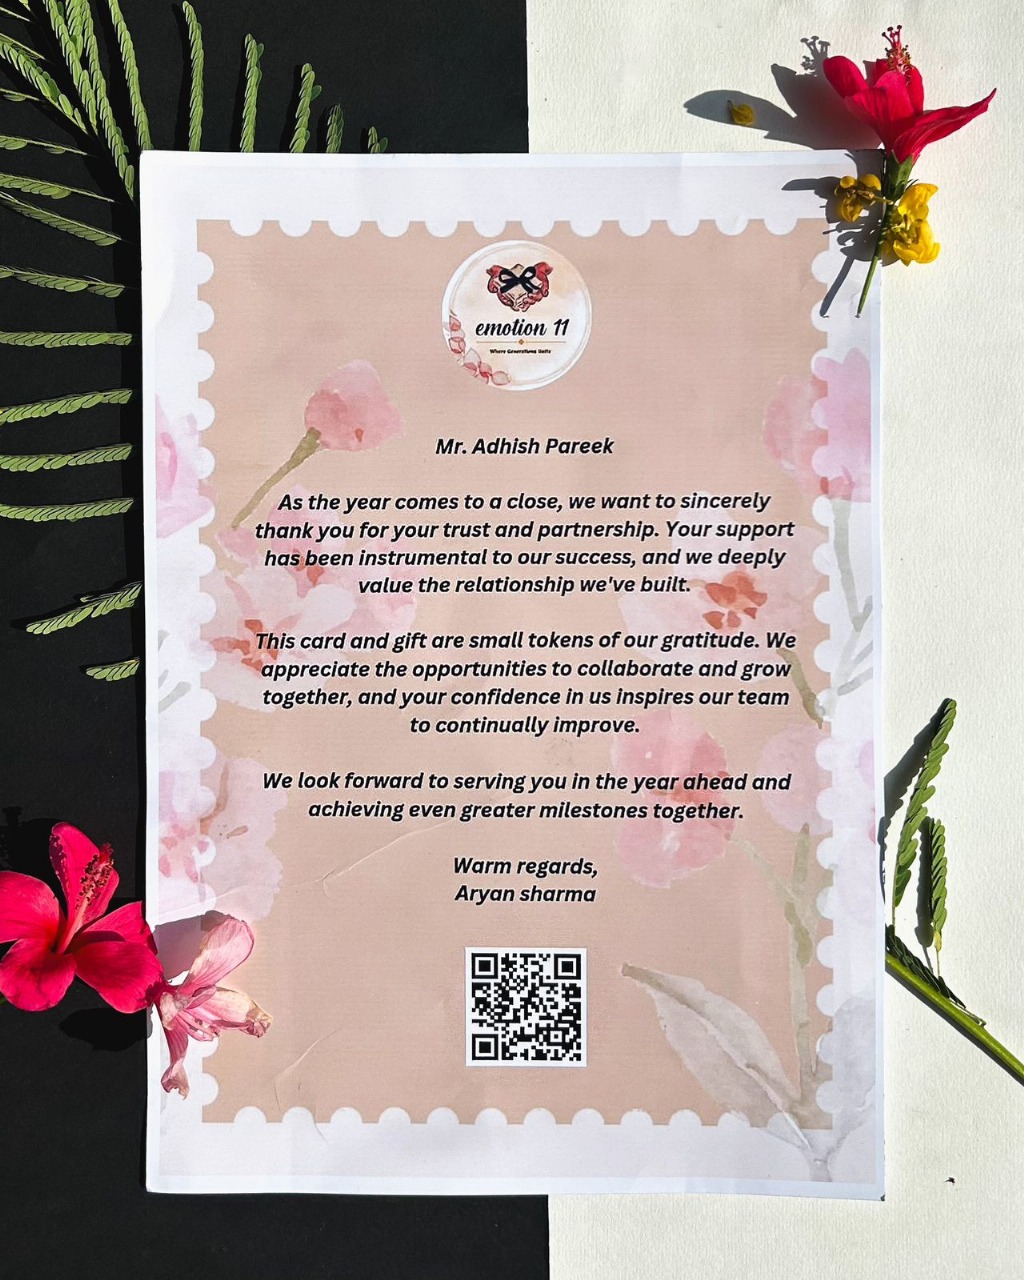 emotion 11
Where Generations Unite
Mr. Adhish Pareek
As the year comes to a close, we want to sincerely
thank you for your trust and partnership. Your support
has been instrumental to our success, and we deeply
value the relationship we've built.
This card and gift are small tokens of our gratitude. We
appreciate the opportunities to collaborate and grow
together, and your confidence in us inspires our team
to continually improve.
We look forward to serving you in the year ahead and
achieving even greater milestones together.
Warm regards,
Aryan sharma